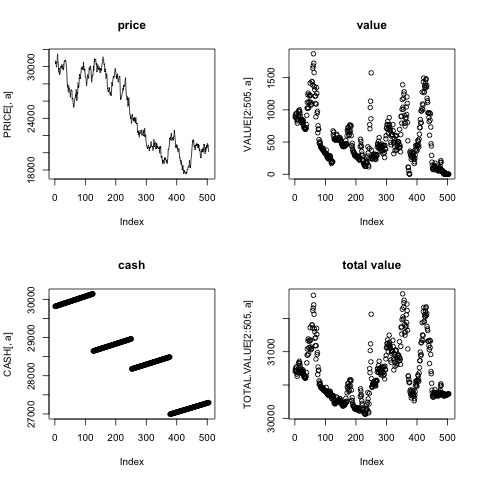 price
PRICE[, a]
18000 24000 30000
0 100 200 300 400 500
Index
value
VALUE[2:505, a]
0 500 1000 1500
0 100 200 300 400 500
Index
cash
CASH[, a]
27000 28000 29000 30000
0 100 200 300 400 500
Index
total value
TOTAL.VALUE[2:505, a]
30000 31000
0 100 200 300 400 500
Index